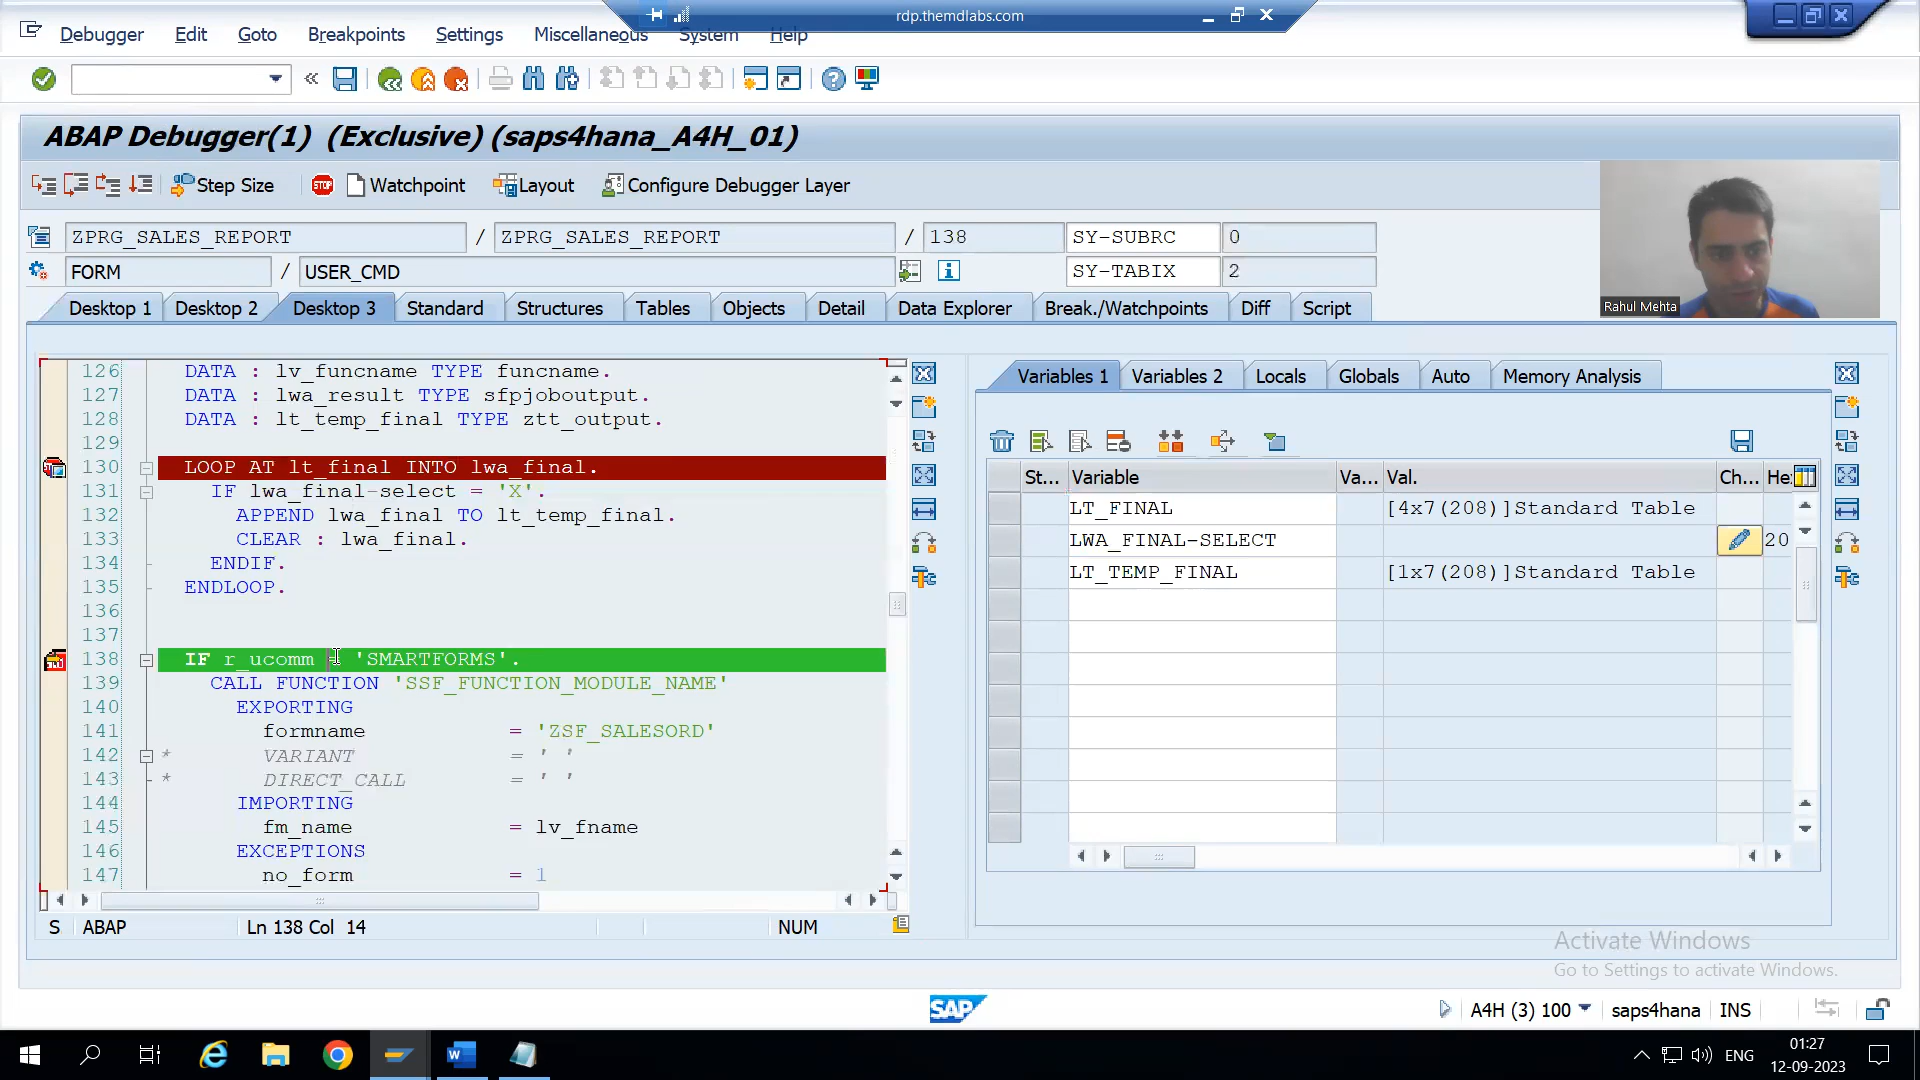 rdp.themdlabs.com
Debugger Edit Goto Breakpoints Settings Miscellaneous System Help
ABAP Debugger(1) (Exclusive) (saps4hana_A4H_01)
Step Size STOP Watchpoint Layout Configure Debugger Layer
ZPRG_SALES_REPORT / ZPRG_SALES_REPORT / 138 SY-SUBRC 0
FORM / USER_CMD SY-TABIX 2
Rahul Mehta
Desktop 1 Desktop 2 Desktop 3 Standard Structures Tables Objects Detail Data Explorer Break./Watchpoints Diff Script
126 DATA : lv_funcname TYPE funcname.
127 DATA : lwa_result TYPE sfpjoboutput.
128 DATA : lt_temp_final TYPE ztt_output.
129
130 LOOP AT lt_final INTO lwa_final.
131 IF lwa_final-select = 'X'.
132 APPEND lwa_final TO lt_temp_final.
133 CLEAR : lwa_final.
134 ENDIF.
135 ENDLOOP.
136
137
138 IF r_ucomm = 'SMARTFORMS'.
139 CALL FUNCTION 'SSF_FUNCTION_MODULE_NAME'
140 EXPORTING
141 formname = 'ZSF_SALESORD'
142 * VARIANT = ' '
143 * DIRECT_CALL = ' '
144 IMPORTING
145 fm_name = lv_fname
146 EXCEPTIONS
147 no_form = 1
S ABAP Ln 138 Col 14 NUM
Variables 1 Variables 2 Locals Globals Auto Memory Analysis
St... Variable Va... Val. Ch... He
LT_FINAL [4x7(208)]Standard Table
LWA_FINAL-SELECT 20
LT_TEMP_FINAL [1x7(208)]Standard Table
Activate Windows
Go to Settings to activate Windows.
SAP A4H (3) 100 saps4hana INS
ENG 01:27
12-09-2023